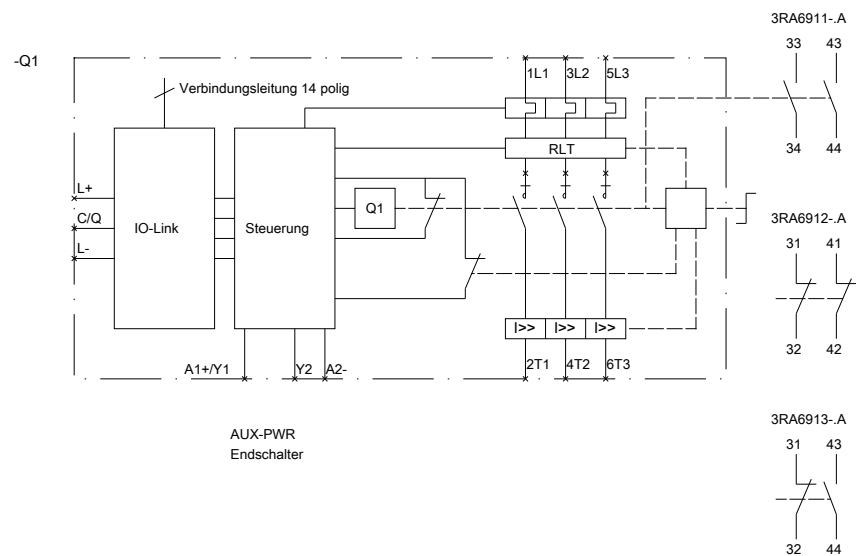 3RA6911-.A
33 43
-Q1
1L1 3L2 5L3
Verbindungsleitung 14 polig
34 44
RLT
L+
Q1
C/Q
IO-Link
Steuerung
L-
3RA6912-.A
31 41
I>> I>> I>>
32 42
A1+/Y1 Y2 A2-
2T1 4T2 6T3
3RA6913-.A
AUX-PWR
Endschalter
31 43
32 44